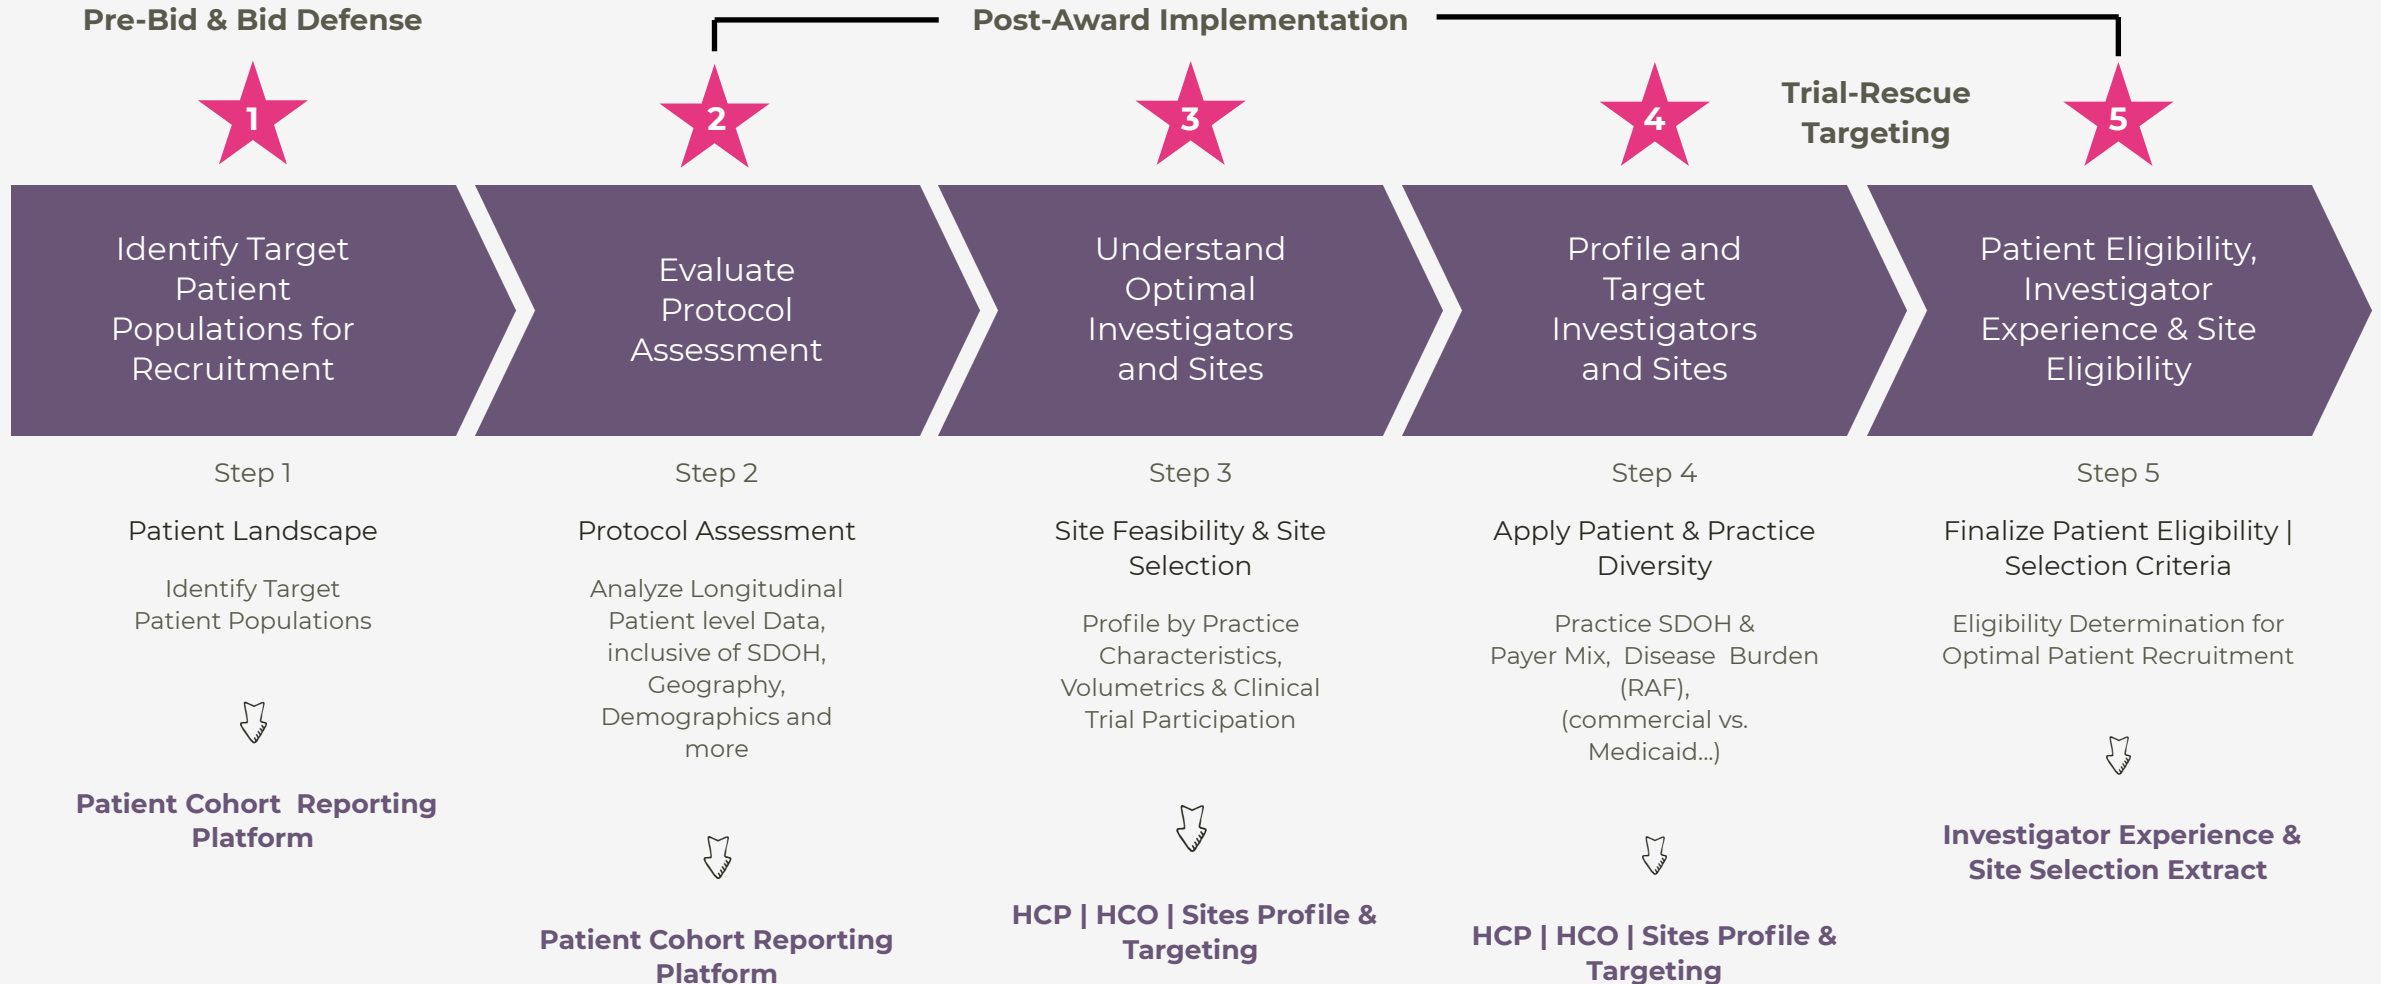 Pre-Bid & Bid Defense
Post-Award Implementation
Trial-Rescue
Targeting
1
2
3
4
5
Identify Target
Patient
Populations for
Recruitment
Evaluate
Protocol
Assessment
Understand
Optimal
Investigators
and Sites
Profile and
Target
Investigators
and Sites
Patient Eligibility,
Investigator
Experience & Site
Eligibility
Step 1
Patient Landscape
Identify Target
Patient Populations
Patient Cohort  Reporting
Platform
Step 2
Protocol Assessment
Analyze Longitudinal
Patient level Data,
inclusive of SDOH,
Geography,
Demographics and
more
Patient Cohort Reporting
Platform
Step 3
Site Feasibility & Site
Selection
Profile by Practice
Characteristics,
Volumetrics & Clinical
Trial Participation
HCP | HCO | Sites Profile &
Targeting
Step 4
Apply Patient & Practice
Diversity
Practice SDOH &
Payer Mix,  Disease  Burden
(RAF),
(commercial vs.
Medicaid...)
HCP | HCO | Sites Profile &
Targeting
Step 5
Finalize Patient Eligibility |
Selection Criteria
Eligibility Determination for
Optimal Patient Recruitment
Investigator Experience &
Site Selection Extract